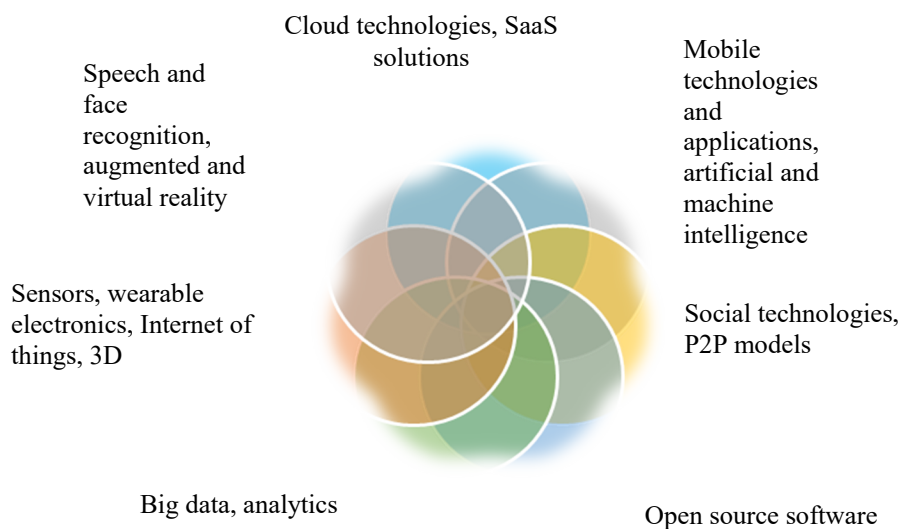 Cloud technologies, SaaS
solutions
Mobile
technologies
and
applications,
artificial and
machine
intelligence
Speech and
face
recognition,
augmented and
virtual reality
Sensors, wearable
electronics, Internet of
things, 3D
Social technologies,
P2P models
Big data, analytics
Open source software